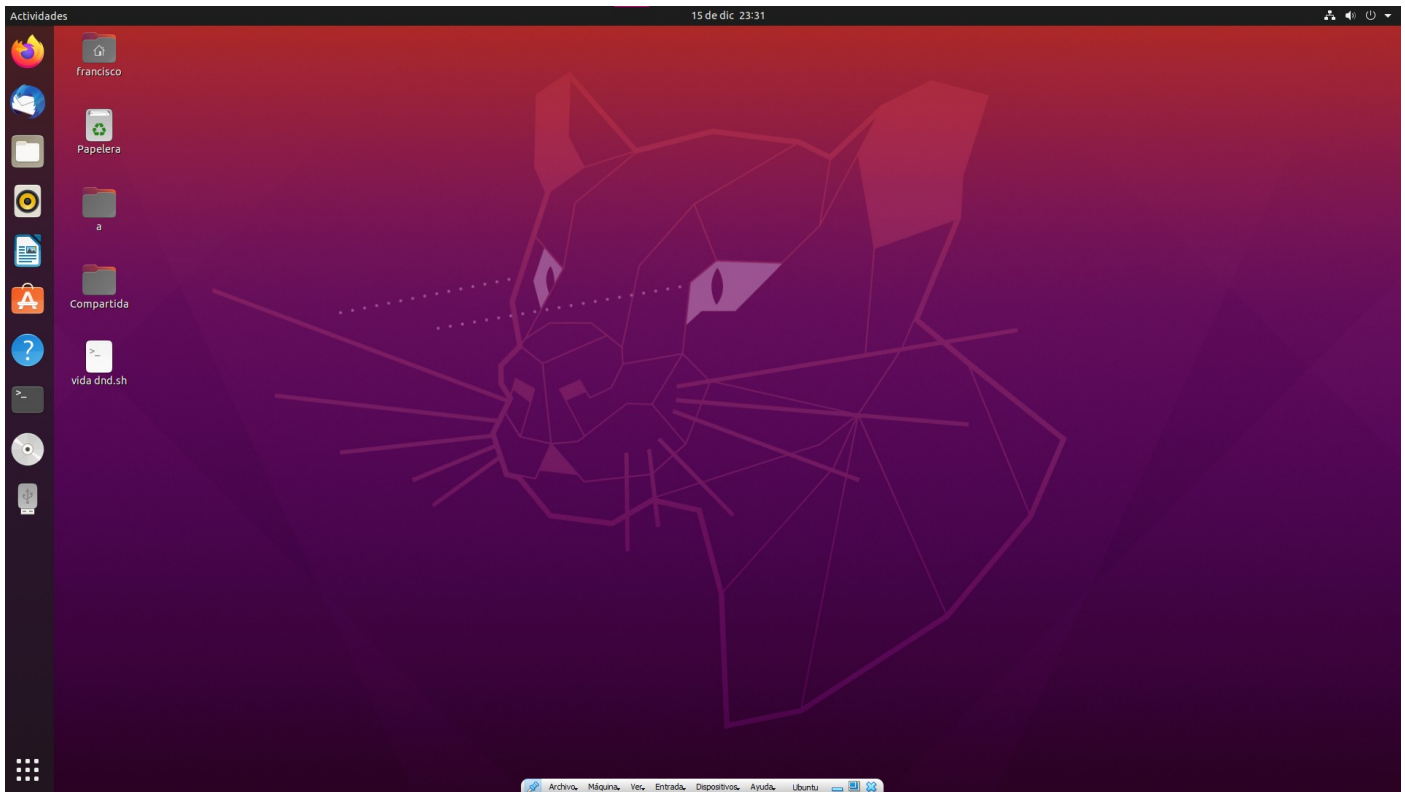 Actividades
15 de dic 23:31
francisco
Papelera
a
Compartida
>_
vida dnd.sh
?
>_
Archivo Máquina Ver Entrada Dispositivos Ayuda Ubuntu